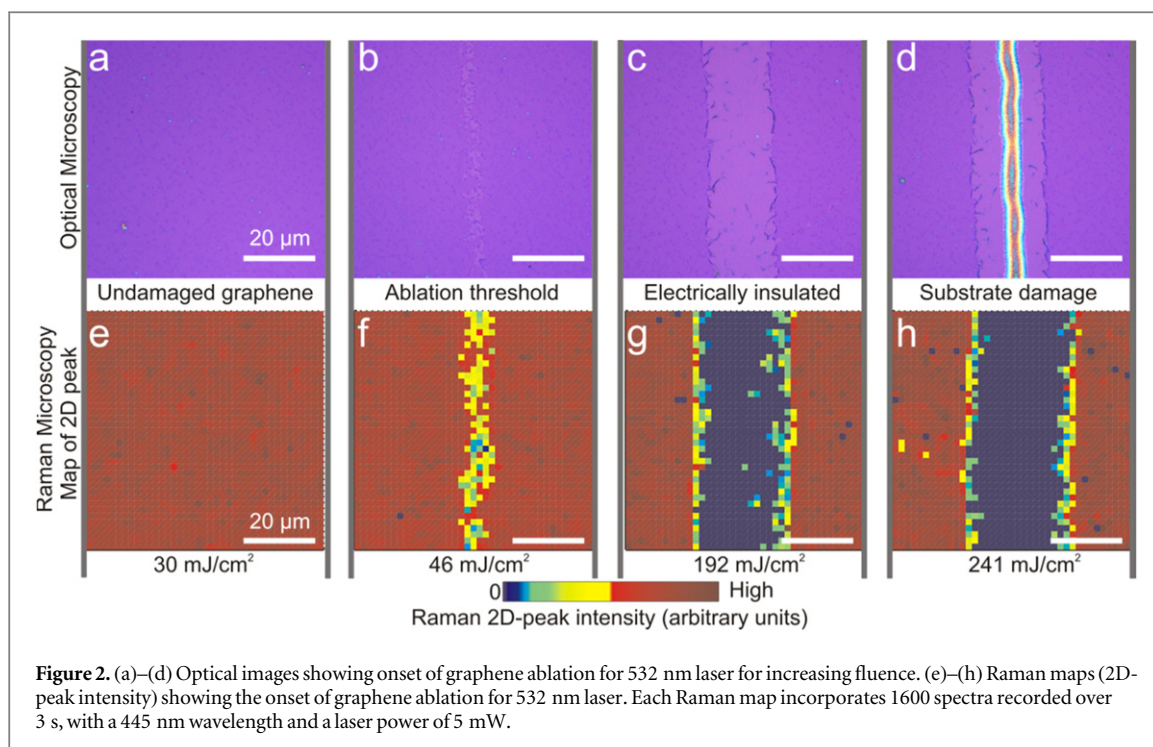 Optical Microscopy
a
b
c
d
20 µm
Undamaged graphene
Ablation threshold
Electrically insulated
Substrate damage
Raman Microscopy
Map of 2D peak
e
f
g
h
20 µm
30 mJ/cm²
46 mJ/cm²
192 mJ/cm²
241 mJ/cm²
0
High
Raman 2D-peak intensity (arbitrary units)
Figure 2. (a)–(d) Optical images showing onset of graphene ablation for 532 nm laser for increasing fluence. (e)–(h) Raman maps (2D-
peak intensity) showing the onset of graphene ablation for 532 nm laser. Each Raman map incorporates 1600 spectra recorded over
3 s, with a 445 nm wavelength and a laser power of 5 mW.